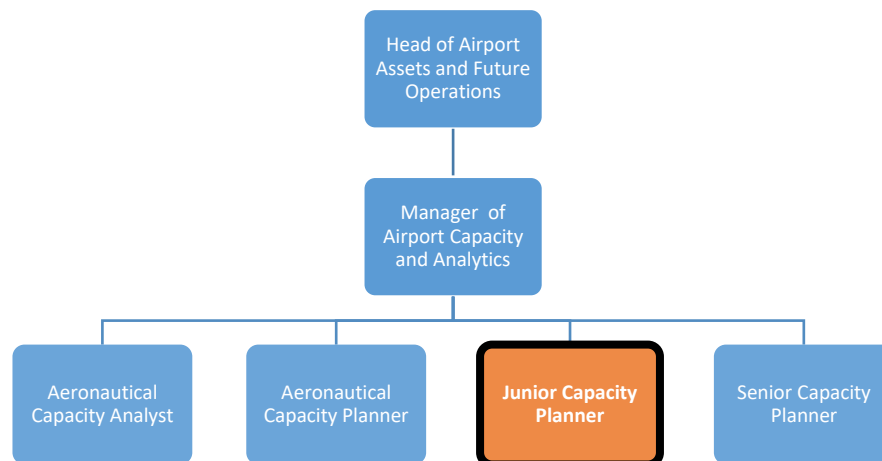 Head of Airport
Assets and Future
Operations
Manager of
Airport Capacity
and Analytics
Aeronautical
Capacity Analyst
Aeronautical
Capacity Planner
Junior Capacity
Planner
Senior Capacity
Planner